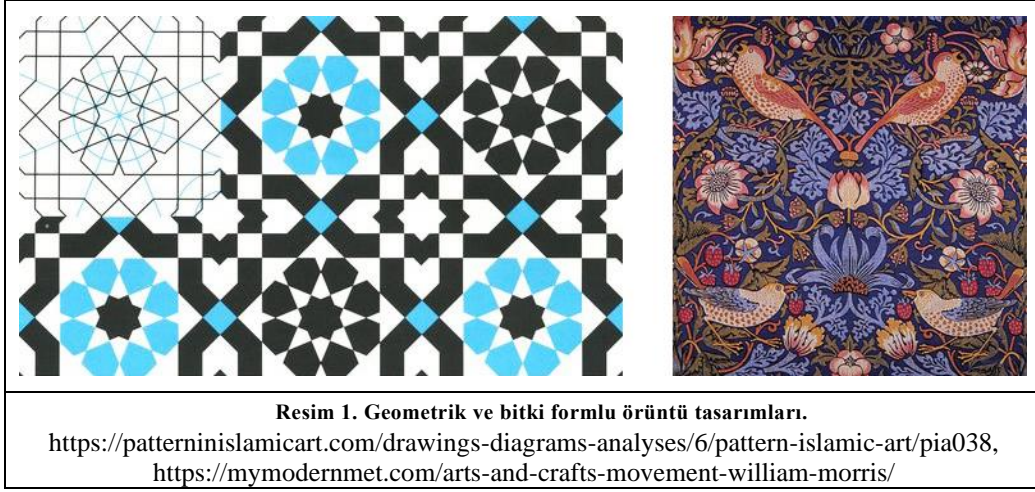 Resim 1. Geometrik ve bitki formlu örüntü tasarımları.
https://patterninislamicart.com/drawings-diagrams-analyses/6/pattern-islamic-art/pia038,
https://mymodernmet.com/arts-and-crafts-movement-william-morris/